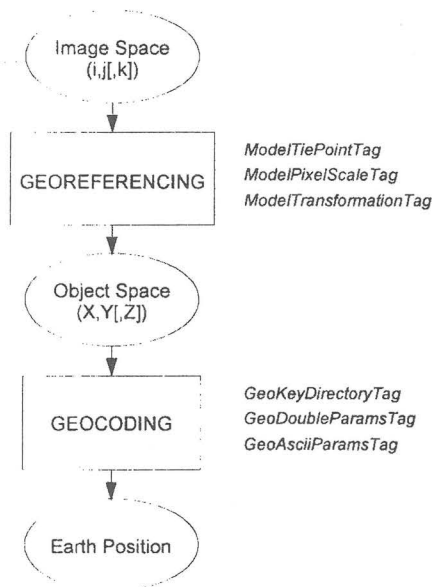 Image Space
(i,j[,k])
GEOREFERENCING
ModelTiePointTag
ModelPixelScaleTag
ModelTransformationTag
Object Space
(X,Y[,Z])
GEOCODING
GeoKeyDirectoryTag
GeoDoubleParamsTag
GeoAsciiParamsTag
Earth Position